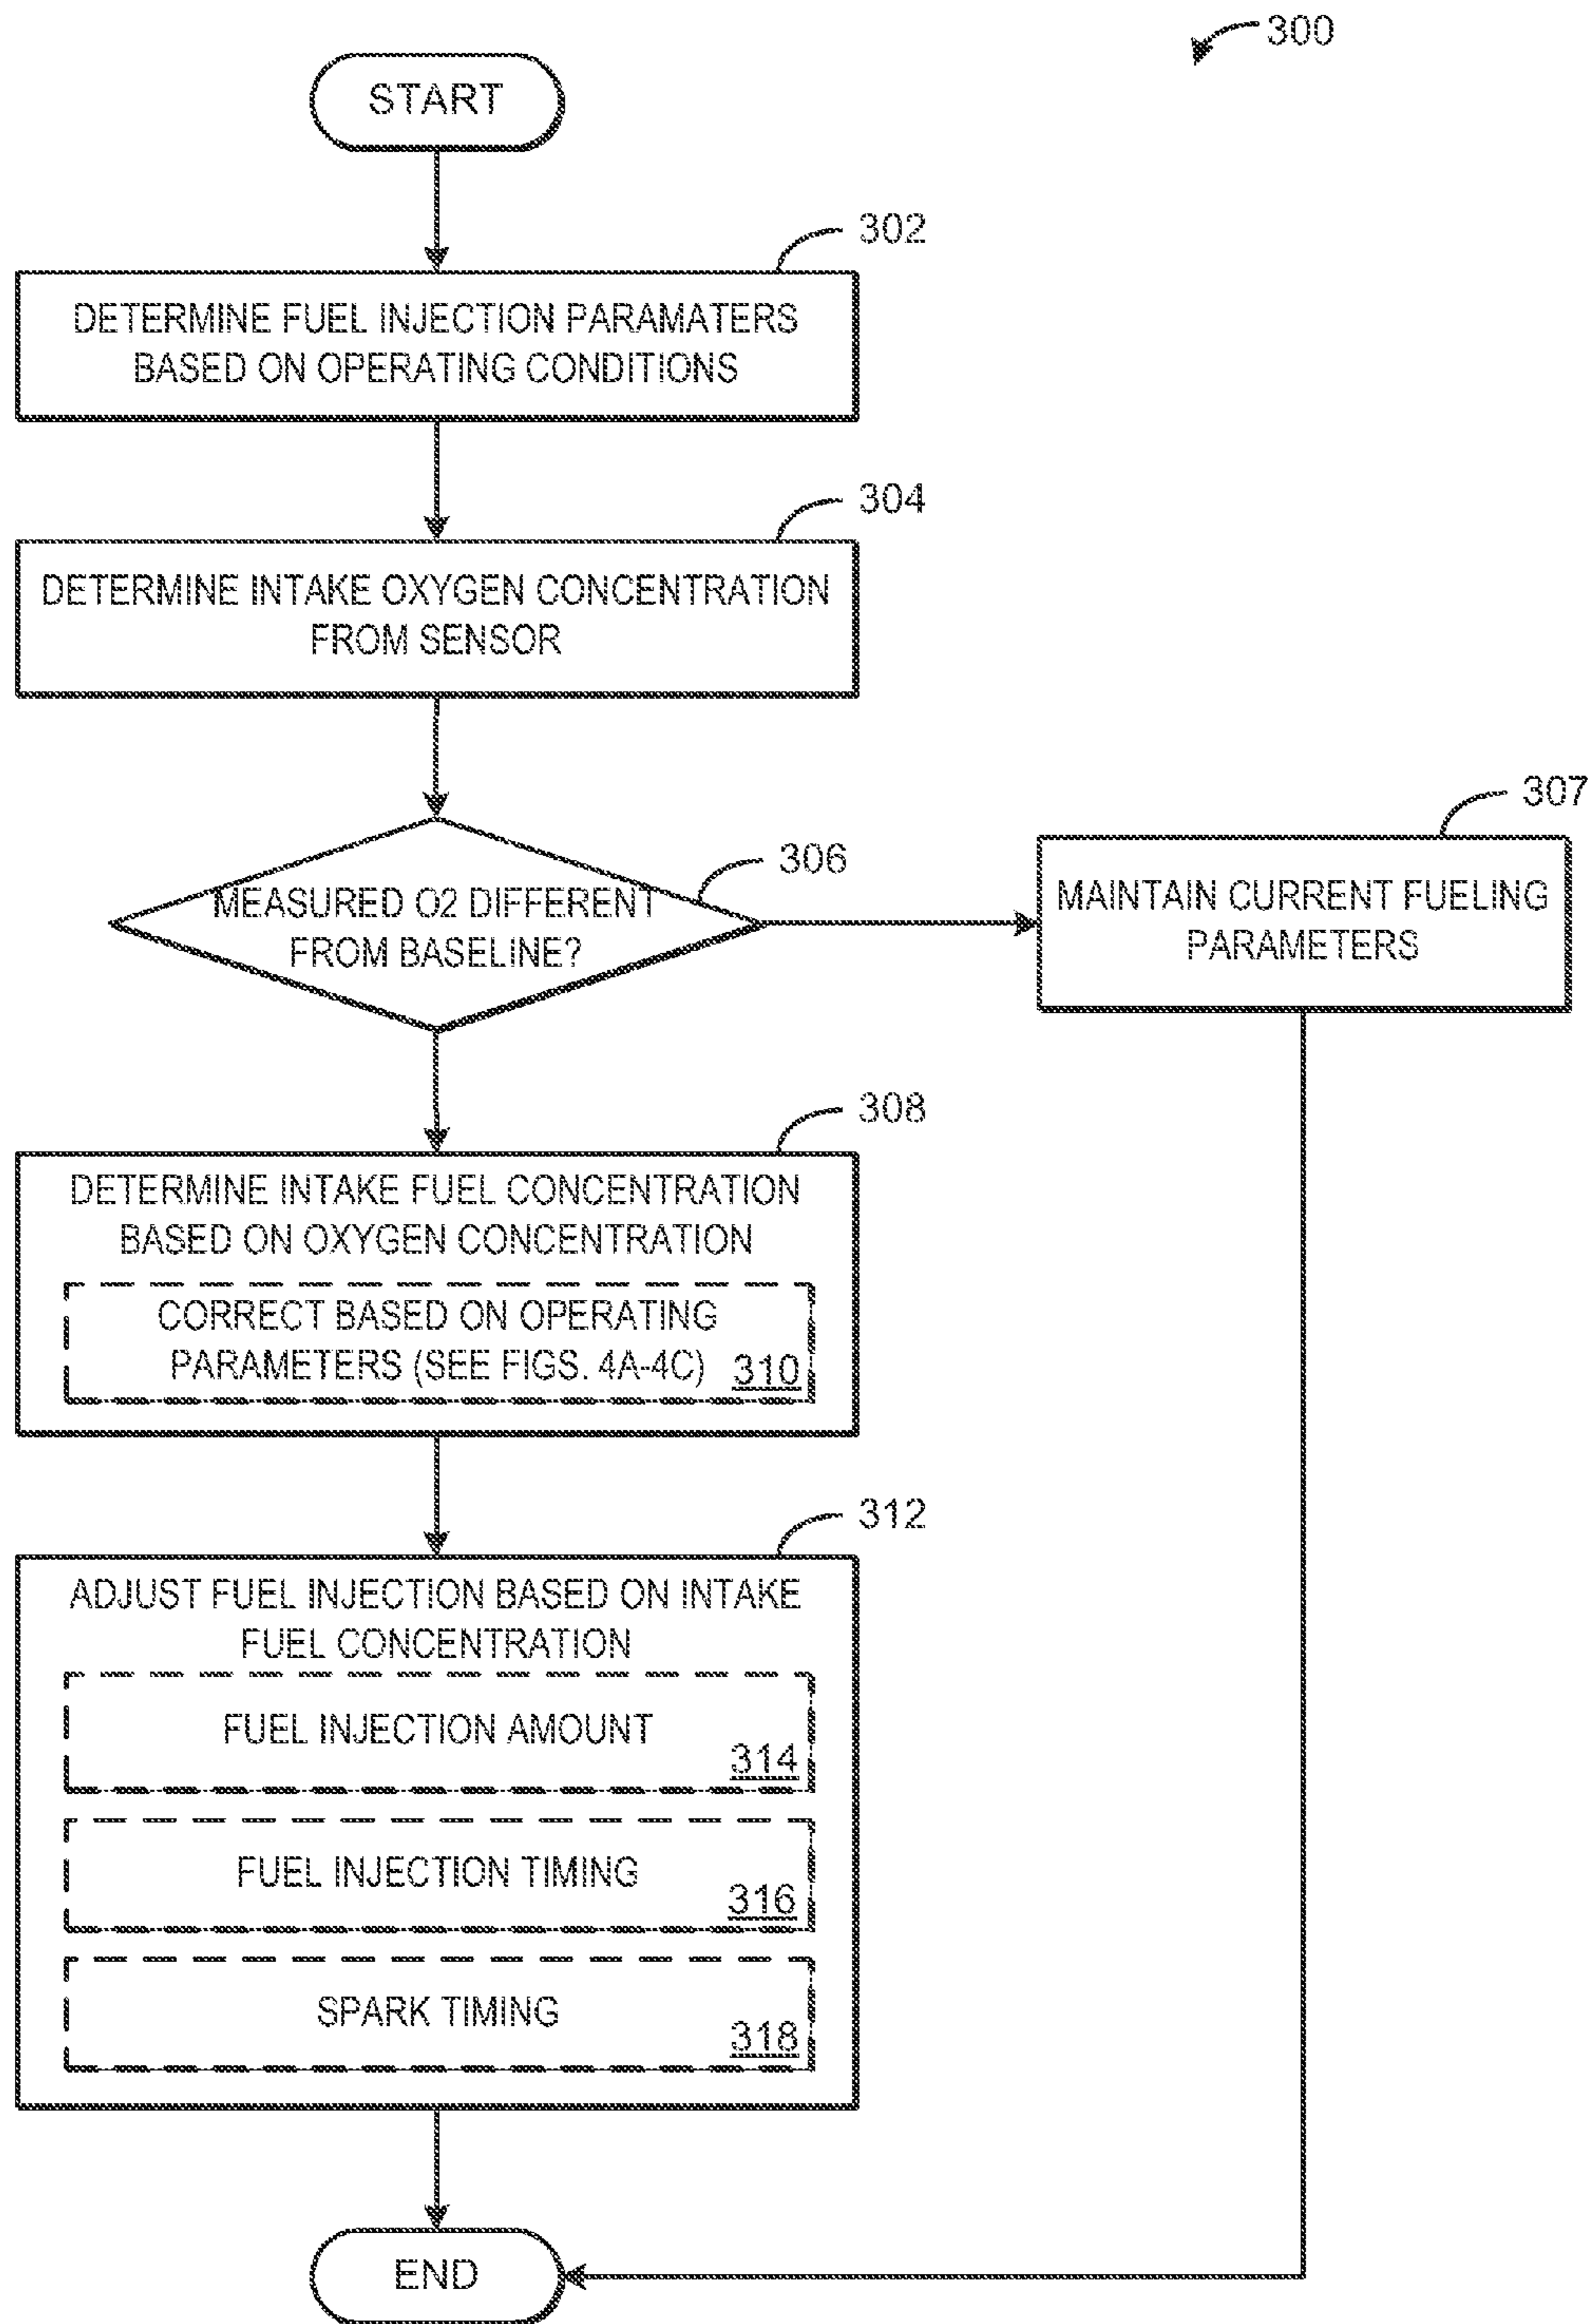 300
START
302
DETERMINE FUEL INJECTION PARAMATERS
BASED ON OPERATING CONDITIONS
304
DETERMINE INTAKE OXYGEN CONCENTRATION
FROM SENSOR
306
MEASURED O2 DIFFERENT
FROM BASELINE?
307
MAINTAIN CURRENT FUELING
PARAMETERS
308
DETERMINE INTAKE FUEL CONCENTRATION
BASED ON OXYGEN CONCENTRATION
CORRECT BASED ON OPERATING
PARAMETERS (SEE FIGS. 4A-4C) 310
312
ADJUST FUEL INJECTION BASED ON INTAKE
FUEL CONCENTRATION
FUEL INJECTION AMOUNT
314
FUEL INJECTION TIMING
316
SPARK TIMING
318
END